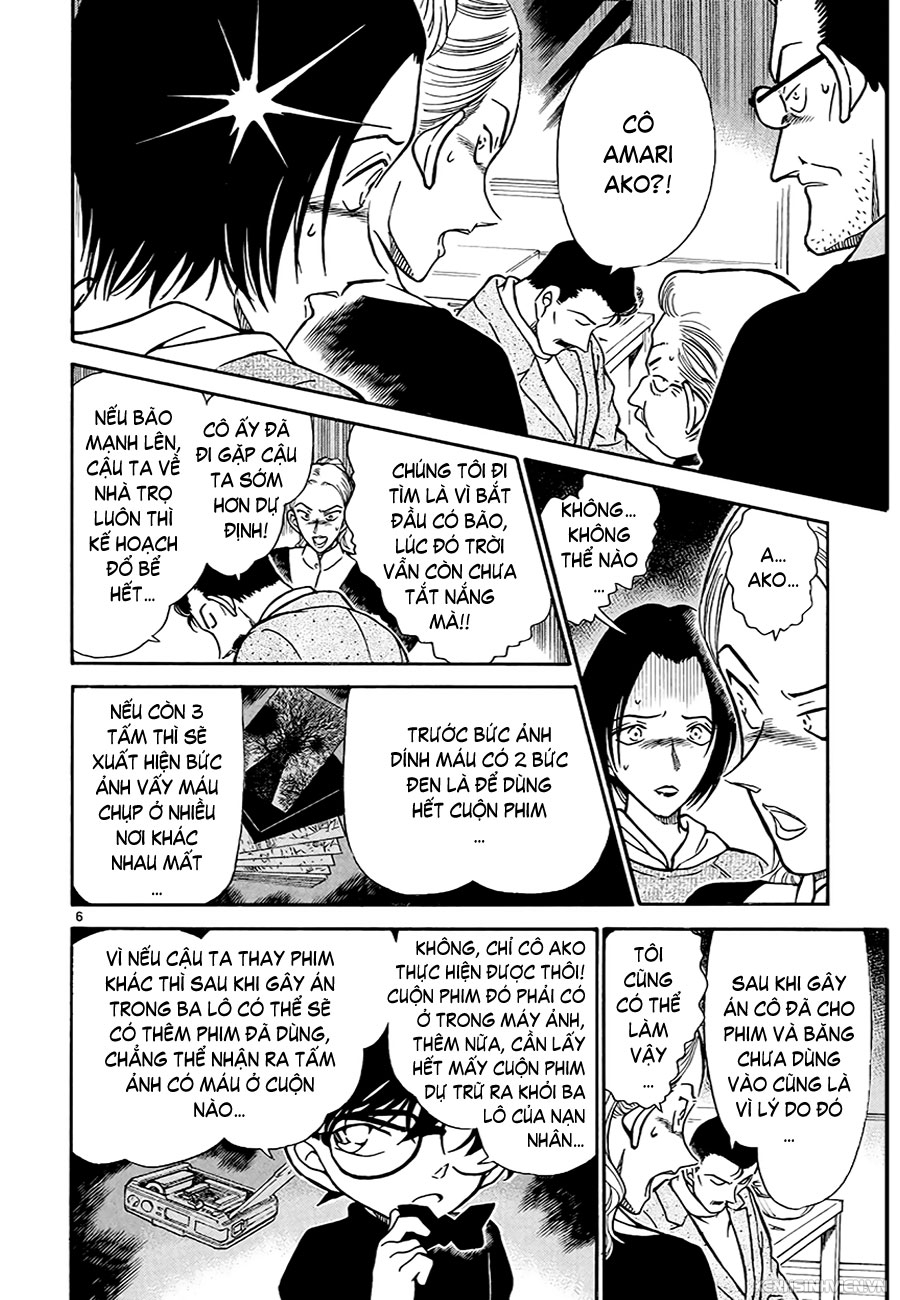 CÔ
AMARI
AKO?!
A...
AKO...
KHÔNG...
KHÔNG
THỂ NÀO
...
CHÚNG TÔI ĐI
TÌM LÀ VÌ BẮT
ĐẦU CÓ BÃO,
LÚC ĐÓ TRỜI
VẪN CÒN CHƯA
TẮT NẮNG
MÀ!!
CÔ ẤY ĐÃ
ĐI GẶP CẬU
TA SỚM
HƠN DỰ
ĐỊNH!
NẾU BÃO
MẠNH LÊN,
CẬU TA VỀ
NHÀ TRỌ
LUÔN THÌ
KẾ HOẠCH
ĐỔ BỂ
HẾT...
TRƯỚC BỨC ẢNH
DÍNH MÁU CÓ 2 BỨC
ĐEN LÀ ĐỂ DÙNG
HẾT CUỘN PHIM
...
NẾU CÒN 3
TẤM THÌ SẼ
XUẤT HIỆN BỨC
ẢNH VẤY MÁU
CHỤP Ở NHIỀU
NƠI KHÁC
NHAU MẤT
...
6
SAU KHI GÂY
ÁN CÔ ĐÃ CHO
PHIM VÀ BĂNG
CHƯA DÙNG
VÀO CŨNG LÀ
VÌ LÝ DO ĐÓ
...
TÔI
CŨNG
CÓ THỂ
LÀM
VẬY
...
KHÔNG, CHỈ CÔ AKO
THỰC HIỆN ĐƯỢC THÔI!
CUỘN PHIM ĐÓ PHẢI CÓ
Ở TRONG MÁY ẢNH,
THÊM NỮA, CẦN LẤY
HẾT MẤY CUỘN PHIM
DỰ TRỮ RA KHỎI BA
LÔ CỦA NẠN
NHÂN...
VÌ NẾU CẬU TA THAY PHIM
KHÁC THÌ SAU KHI GÂY ÁN
TRONG BA LÔ CÓ THỂ SẼ
CÓ THÊM PHIM ĐÃ DÙNG,
CHẲNG THỂ NHẬN RA TẤM
ẢNH CÓ MÁU Ở CUỘN
NÀO...